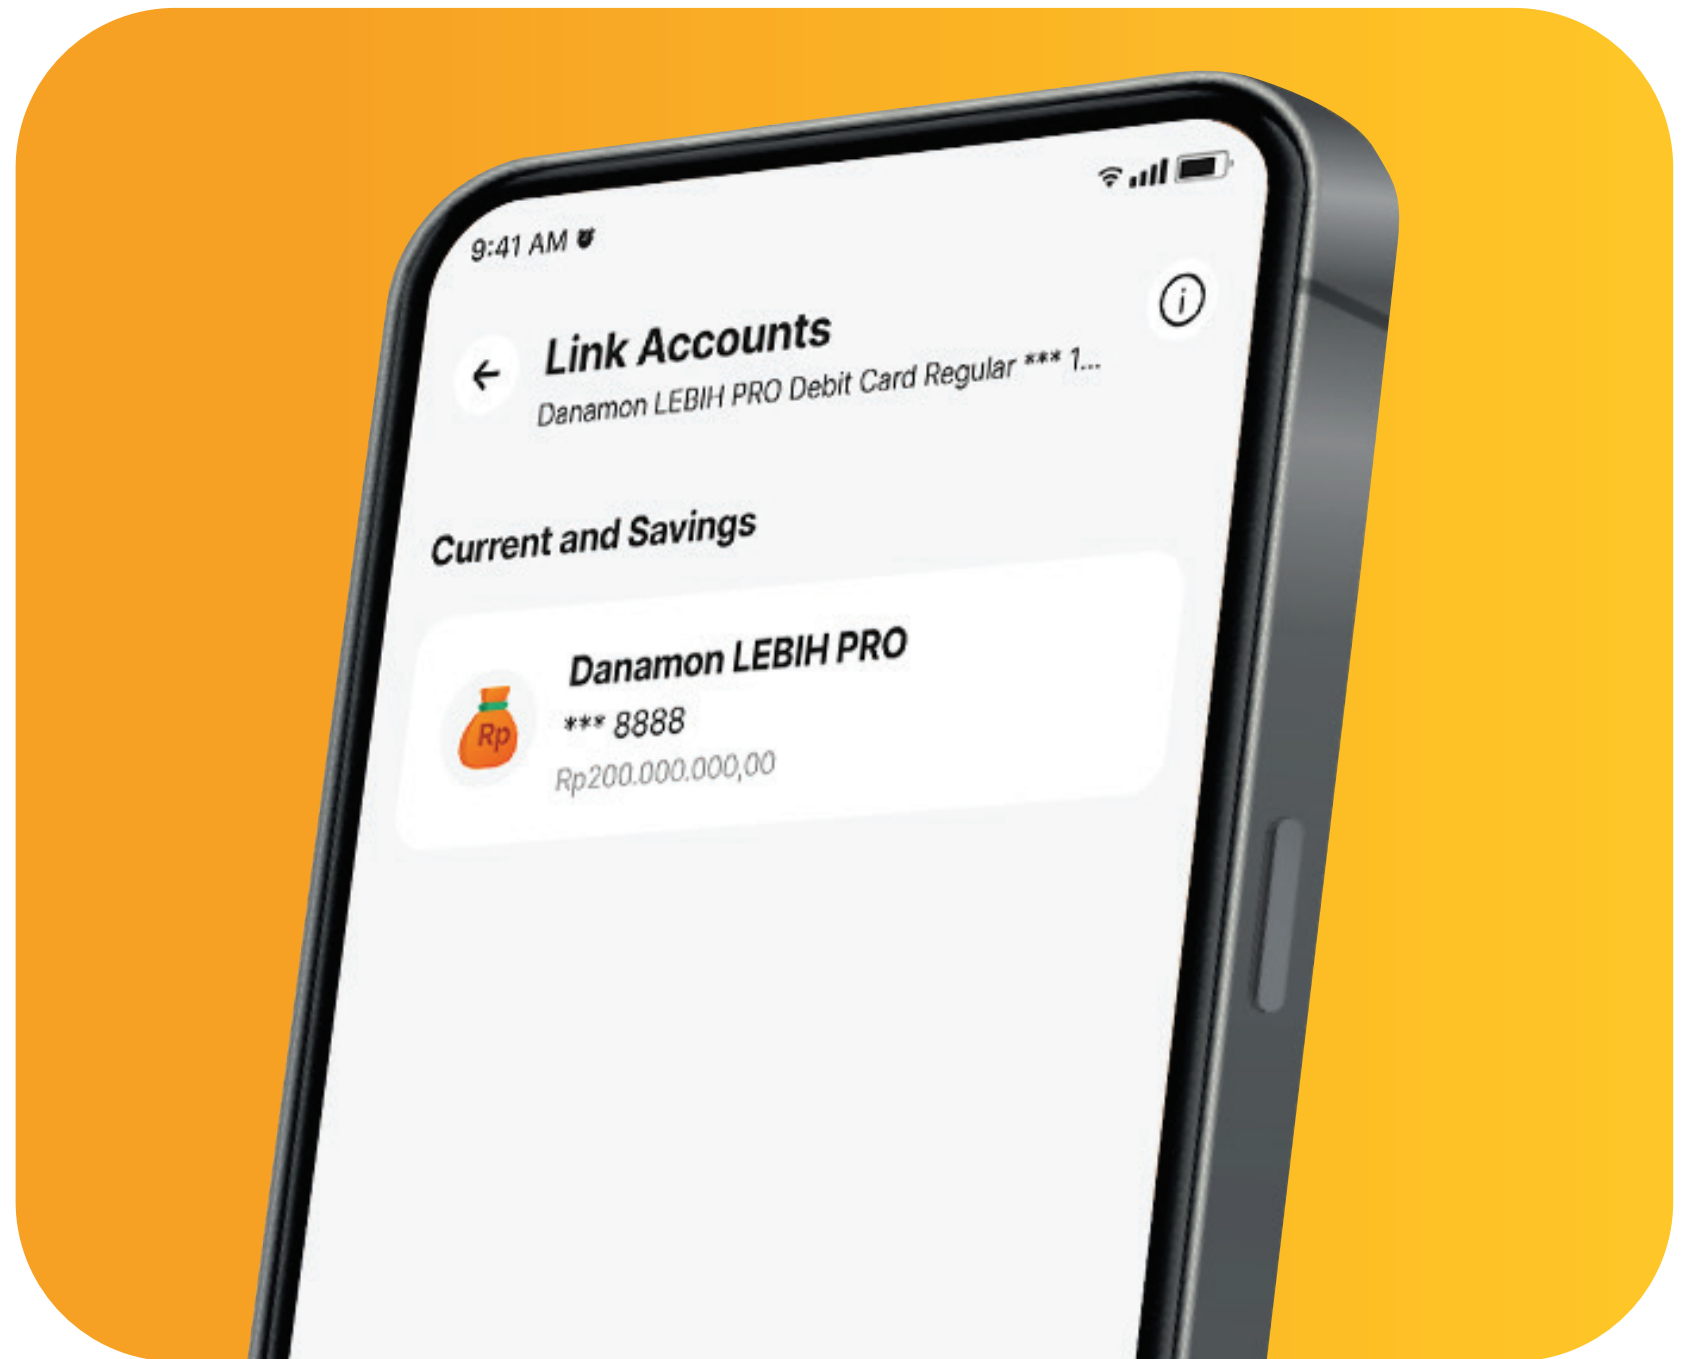 9:41 AM
Link Accounts
Danamon LEBIH PRO Debit Card Regular *** 1...
Current and Savings
Rp
Danamon LEBIH PRO
*** 8888
Rp200.000.000,00